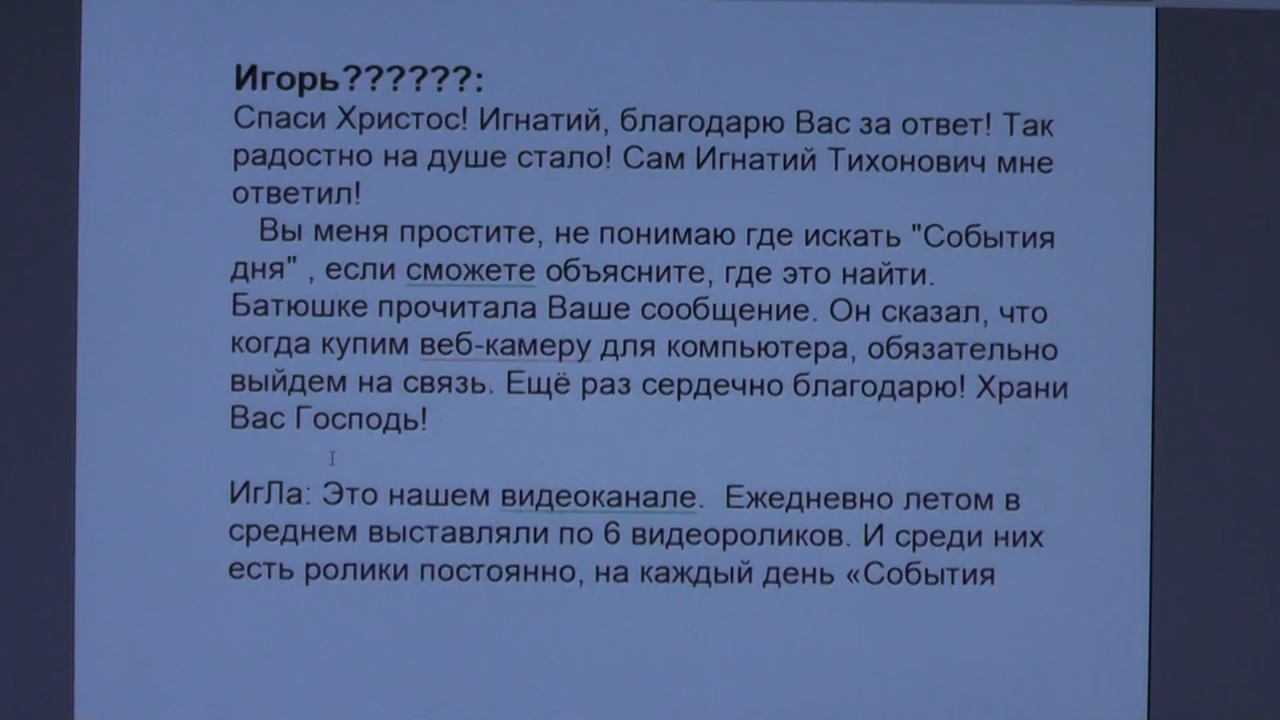 Игорь??????:
Спаси Христос! Игнатий, благодарю Вас за ответ! Так
радостно на душе стало! Сам Игнатий Тихонович мне
ответил!
Вы меня простите, не понимаю где искать "События
дня" , если сможете объясните, где это найти.
Батюшке прочитала Ваше сообщение. Он сказал, что
когда купим веб-камеру для компьютера, обязательно
выйдем на связь. Ещё раз сердечно благодарю! Храни
Вас Господь!
ИгЛа: Это нашем видеоканале. Ежедневно летом в
среднем выставляли по 6 видеороликов. И среди них
есть ролики постоянно, на каждый день «События